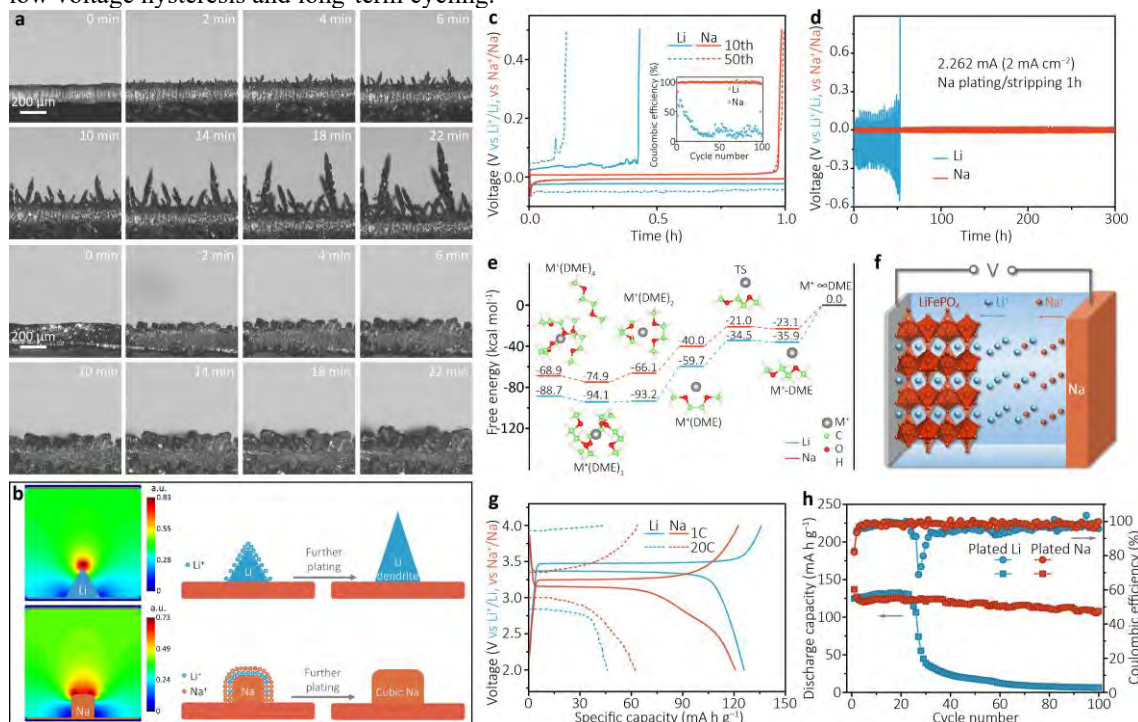 low voltage hysteresis and long-term cycling.
a
0 min
2 min
4 min
6 min
200 μm
10 min
14 min
18 min
22 min
0 min
2 min
4 min
6 min
200 μm
10 min
14 min
18 min
22 min
b
a.u.
0.83
0.55
0.28
0.00
Li
Li⁺
Li
Further
plating
Li
dendrite
a.u.
0.73
0.49
0.24
0.00
Na
Li⁺
Na⁺
Na
Further
plating
Cubic Na
c
Voltage (V vs Li⁺/Li, vs Na⁺/Na)
0.4
0.2
0.0
Li Na
10th
50th
Coulombic efficiency (%)
100
50
0
Li
Na
0 50 100
Cycle number
0.0 0.5 1.0
Time (h)
d
Voltage (V vs Li⁺/Li, vs Na⁺/Na)
0.9
0.6
0.3
0.0
-0.3
-0.6
2.262 mA (2 mA cm⁻²)
Na plating/stripping 1h
Li
Na
0 100 200 300
Time (h)
e
Free energy (kcal mol⁻¹)
0
-40
-80
-120
M⁺(DME)₄
M⁺(DME)₂
TS
M⁺ ∞DME
0.0
-68.9
-74.9
-66.1
-40.0
-21.0
-23.1
-88.7
-94.1
-93.2
-59.7
-34.5
-35.9
M⁺(DME)₁
M⁺(DME)
M⁺-DME
Li
Na
M⁺
C
O
H
f
V
LiFePO₄
Li⁺
Na⁺
Na
g
Voltage (V vs Li⁺/Li, vs Na⁺/Na)
4.0
3.5
3.0
2.5
2.0
Li Na
1C
20C
0 30 60 90 120 150
Specific capacity (mA h g⁻¹)
h
Discharge capacity (mA h g⁻¹)
250
200
150
100
50
0
Plated Li Plated Na
100
80
60
40
20
0
Coulombic efficiency (%)
0 20 40 60 80 100
Cycle number